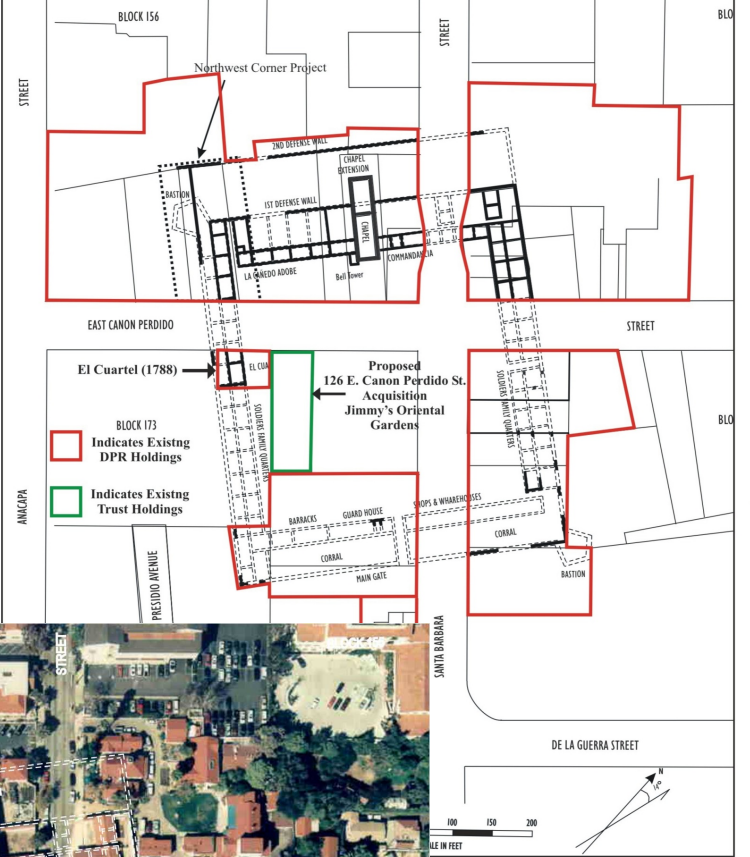 BLOCK 156
STREET
BLO
STREET
Northwest Corner Project
2ND DEFENSE WALL
CHAPEL
EXTENSION
BASTION
1ST DEFENSE WALL
CHAPEL
COMMANDANCIA
LA CAÑEDO ADOBE
Bell Tower
EAST CANON PERDIDO
STREET
El Cuartel (1788)
EL CUA
Proposed
126 E. Canon Perdido St.
Acquisition
Jimmy's Oriental
Gardens
SOLDIERS FAMILY QUARTERS
SOLDIERS FAMILY QUARTERS
BLOCK 173
BLO
Indicates Existng
DPR Holdings
Indicates Existng
Trust Holdings
ANACAPA
SHOPS & WHAREHOUSES
GUARD HOUSE
BARRACKS
CORRAL
CORRAL
MAIN GATE
BASTION
PRESIDIO AVENUE
SANTA BARBARA
STREET
DE LA GUERRA STREET
N
14°
100 150 200
ALE IN FEET